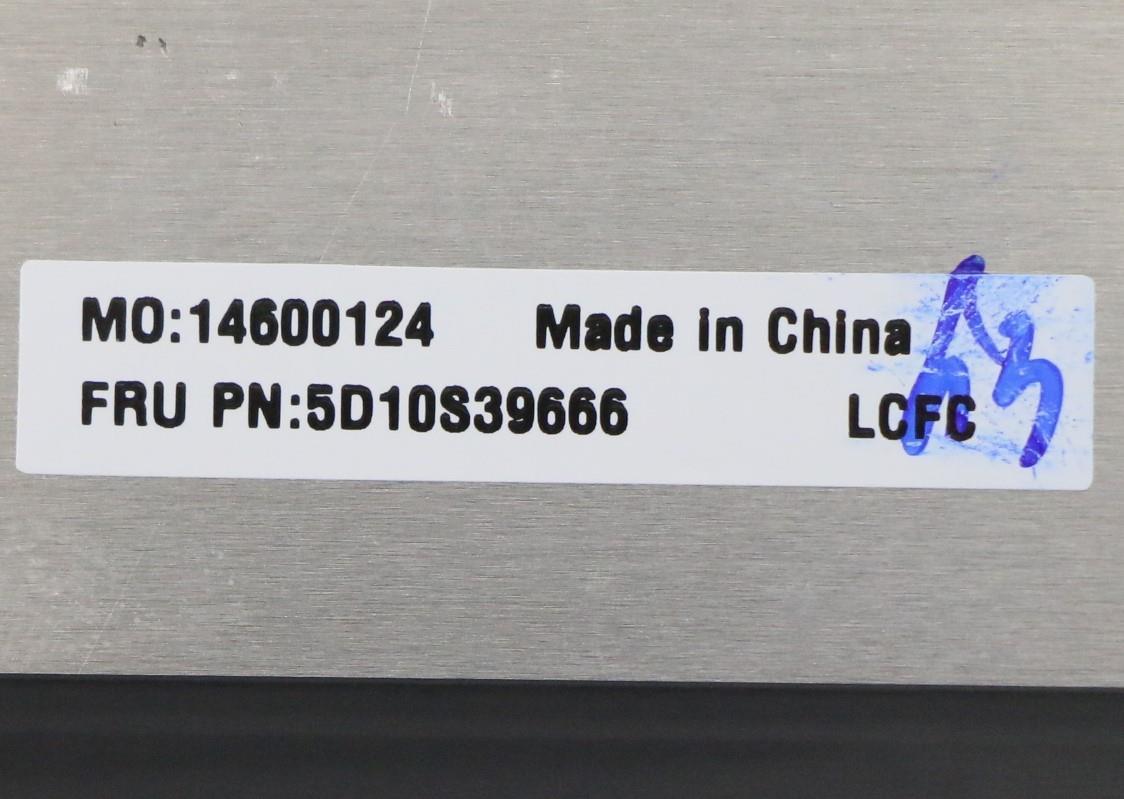 MO:14600124 Made in China
FRU PN:5D10S39666 LCFC